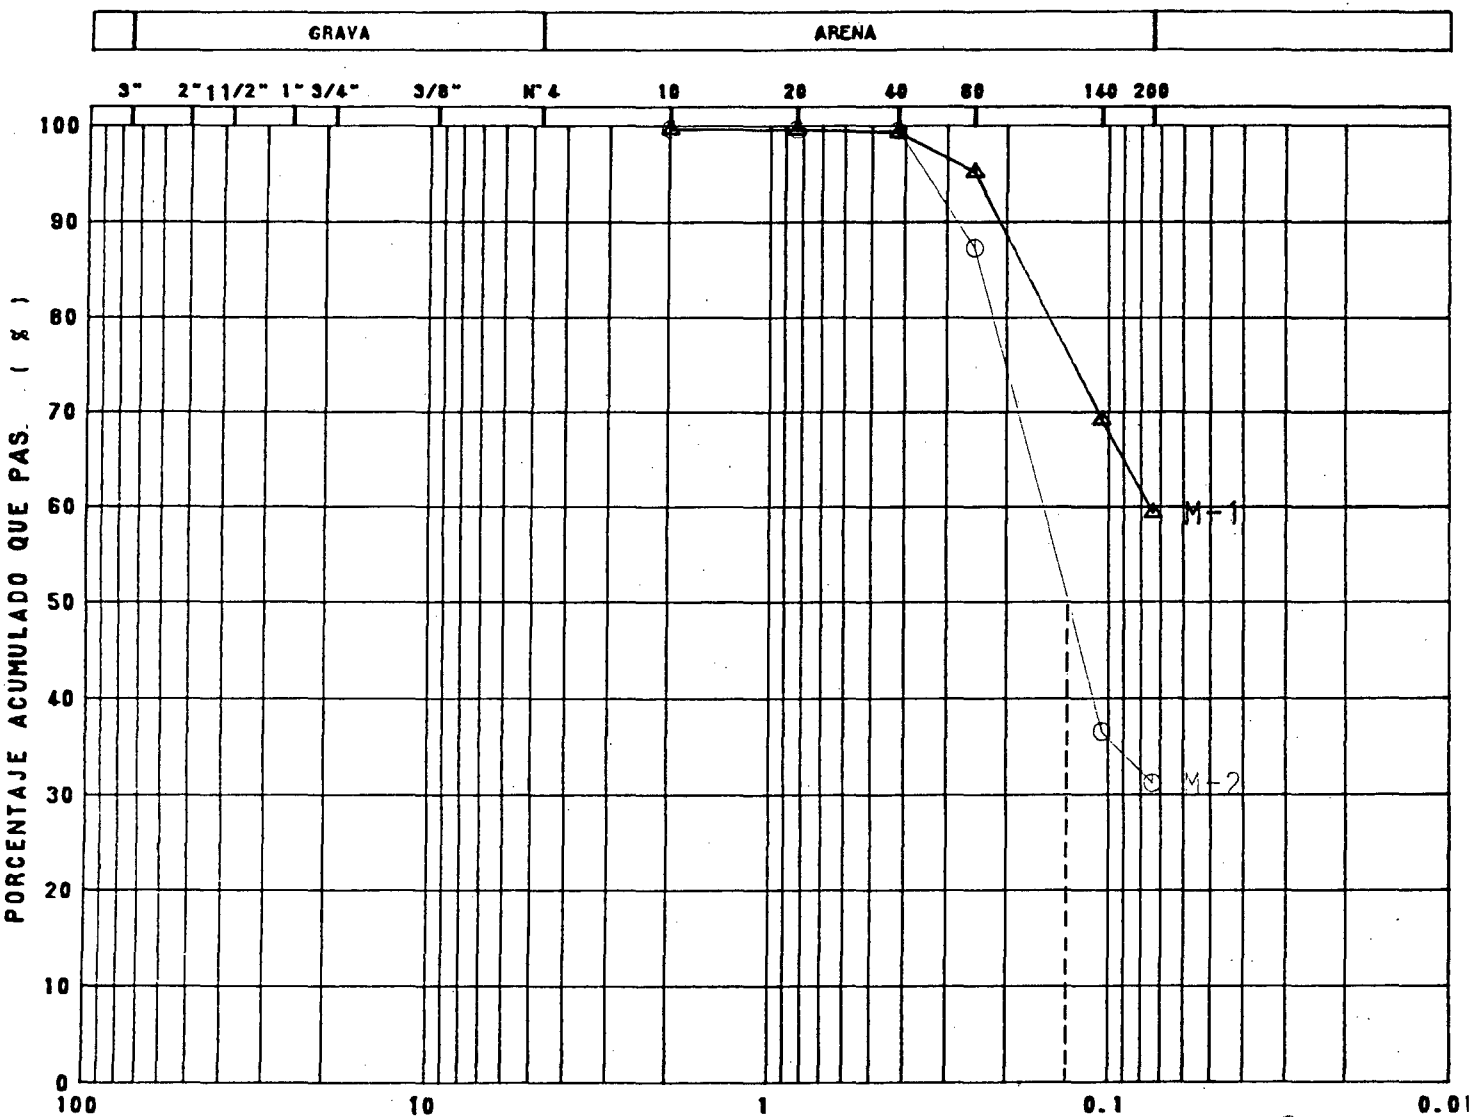 GRAVA ARENA
3" 2" 1 1/2" 1" 3/4" 3/8" N°4 10 20 40 60 140 200
PORCENTAJE ACUMULADO QUE PAS. ( % )
100
90
80
70
60
50
40
30
20
10
0
M-1
M-2
100 10 1 0.1 0.01